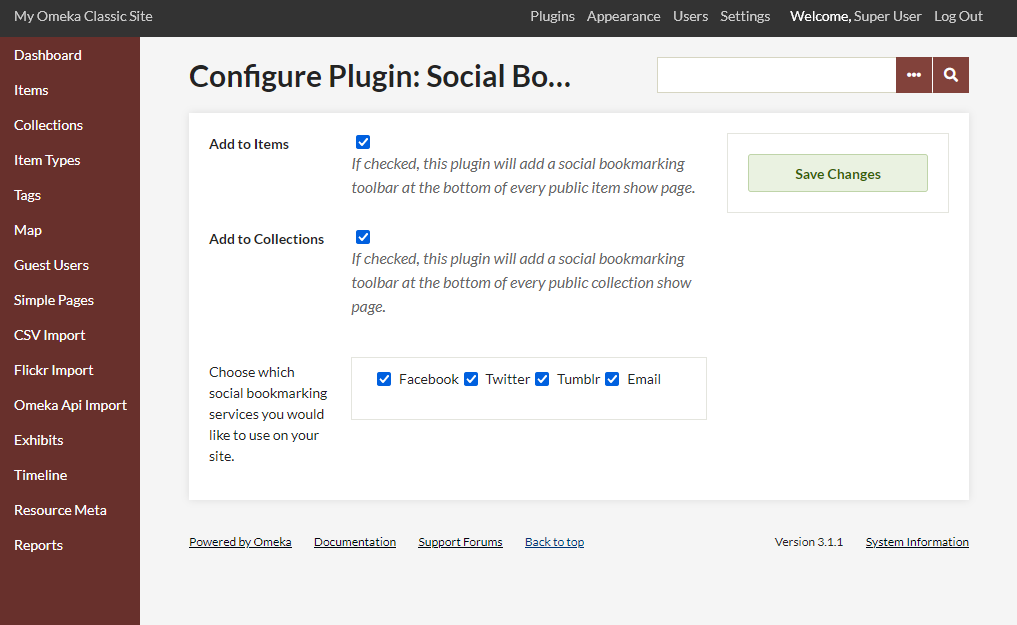 My Omeka Classic Site
Plugins Appearance Users Settings Welcome, Super User Log Out
Dashboard
Items
Collections
Item Types
Tags
Map
Guest Users
Simple Pages
CSV Import
Flickr Import
Omeka Api Import
Exhibits
Timeline
Resource Meta
Reports
Configure Plugin: Social Bo...
Add to Items
If checked, this plugin will add a social bookmarking
toolbar at the bottom of every public item show page.
Save Changes
Add to Collections
If checked, this plugin will add a social bookmarking
toolbar at the bottom of every public collection show
page.
Choose which
social bookmarking
services you would
like to use on your
site.
Facebook Twitter Tumblr Email
Powered by Omeka Documentation Support Forums Back to top Version 3.1.1 System Information